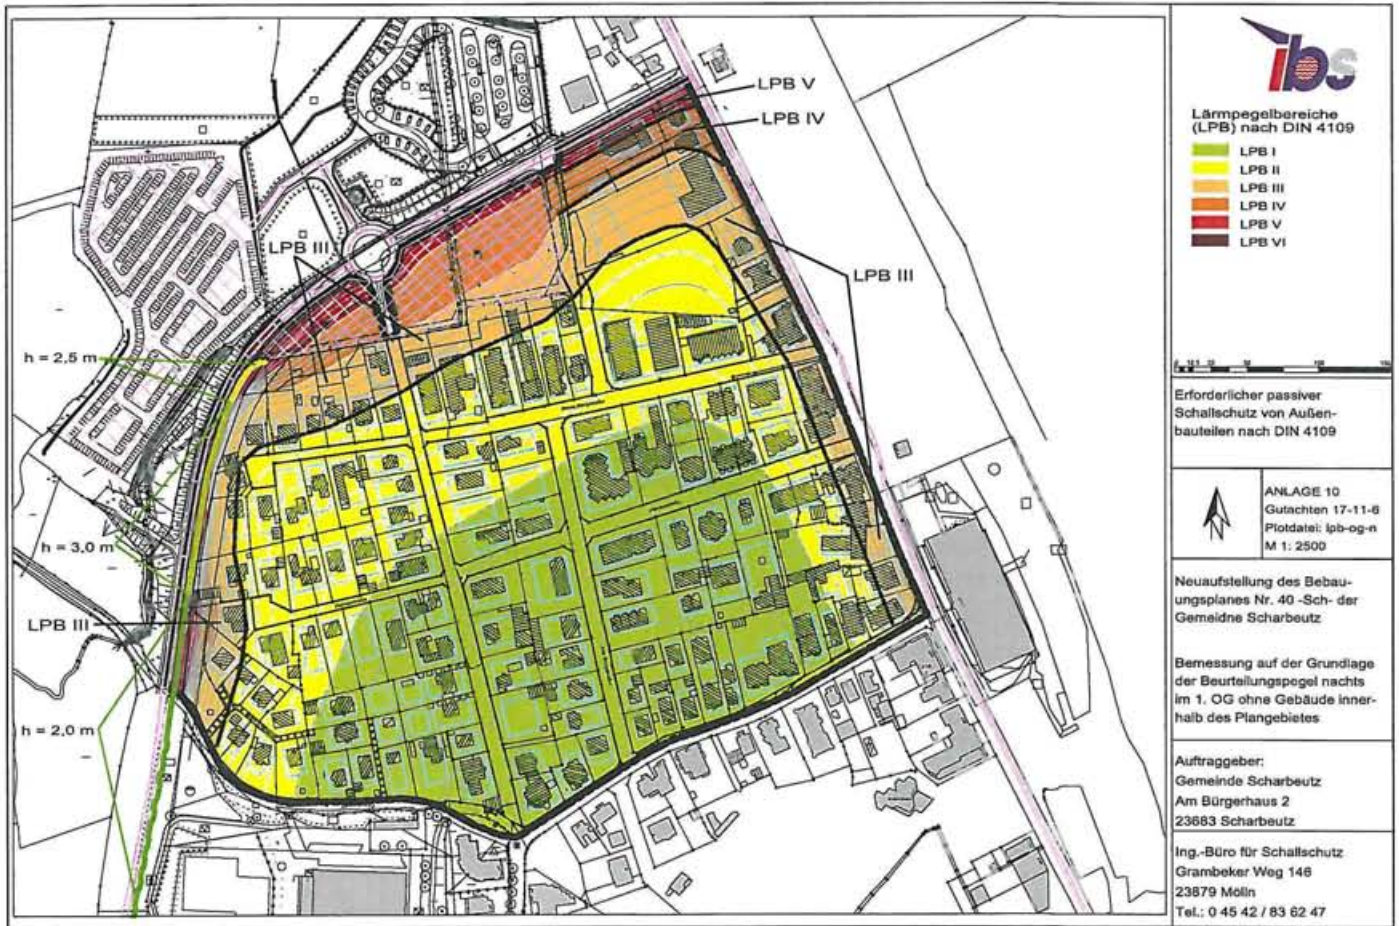 LPB V
LPB IV
LPB III
LPB III
h = 2,5 m
h = 3,0 m
LPB III
h = 2,0 m
ibs
Lärmpegelbereiche
(LPB) nach DIN 4109
LPB I
LPB II
LPB III
LPB IV
LPB V
LPB VI
Erforderlicher passiver
Schallschutz von Außen-
bauteilen nach DIN 4109
ANLAGE 10
Gutachten 17-11-6
Plotdatei: lpb-og-n
M 1: 2500
Neuaufstellung des Bebau-
ungsplanes Nr. 40 -Sch- der
Gemeidne Scharbeutz
Bemessung auf der Grundlage
der Beurteilungspegel nachts
im 1. OG ohne Gebäude inner-
halb des Plangebietes
Auftraggeber:
Gemeinde Scharbeutz
Am Bürgerhaus 2
23683 Scharbeutz
Ing.-Büro für Schallschutz
Grambeker Weg 146
23879 Mölln
Tel.: 0 45 42 / 83 62 47